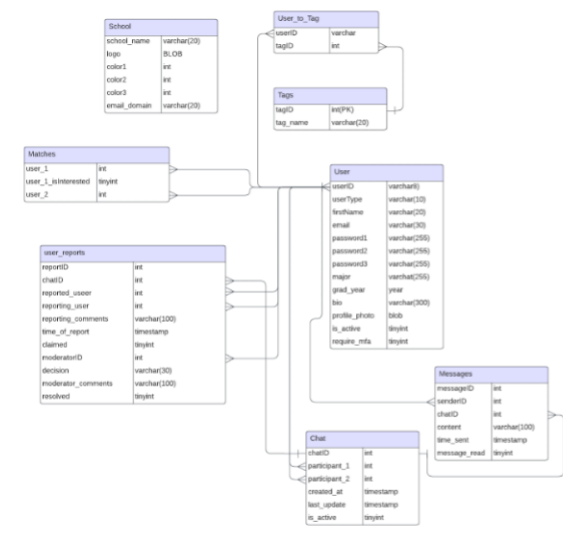 School
school_name varchar(20)
logo BLOB
color1 int
color2 int
color3 int
email_domain varchar(20)
User_to_Tag
userID varchar
tagID int
Tags
tagID int(PK)
tag_name varchar(20)
Matches
user_1 int
user_1_isInterested tinyint
user_2 int
User
userID
userType varchar(10)
firstName varchar(20)
email varchar(30)
password1 varchar(255)
password2 varchar(255)
password3 varchar(255)
major varchar(255)
grad_year year
bio varchar(300)
profile_photo blob
is_active tinyint
require_mfa tinyint
user_reports
reportID int
chatID int
reported_useer int
reporting_user int
reporting_comments varchar(100)
time_of_report timestamp
claimed tinyint
moderatorID int
decision varchar(30)
moderator_comments varchar(100)
resolved tinyint
Messages
messageID int
senderID int
chatID int
content varchar(100)
time_sent timestamp
message_read tinyint
Chat
chatID int
participant_1 int
participant_2 int
created_at timestamp
last_update timestamp
is_active tinyint